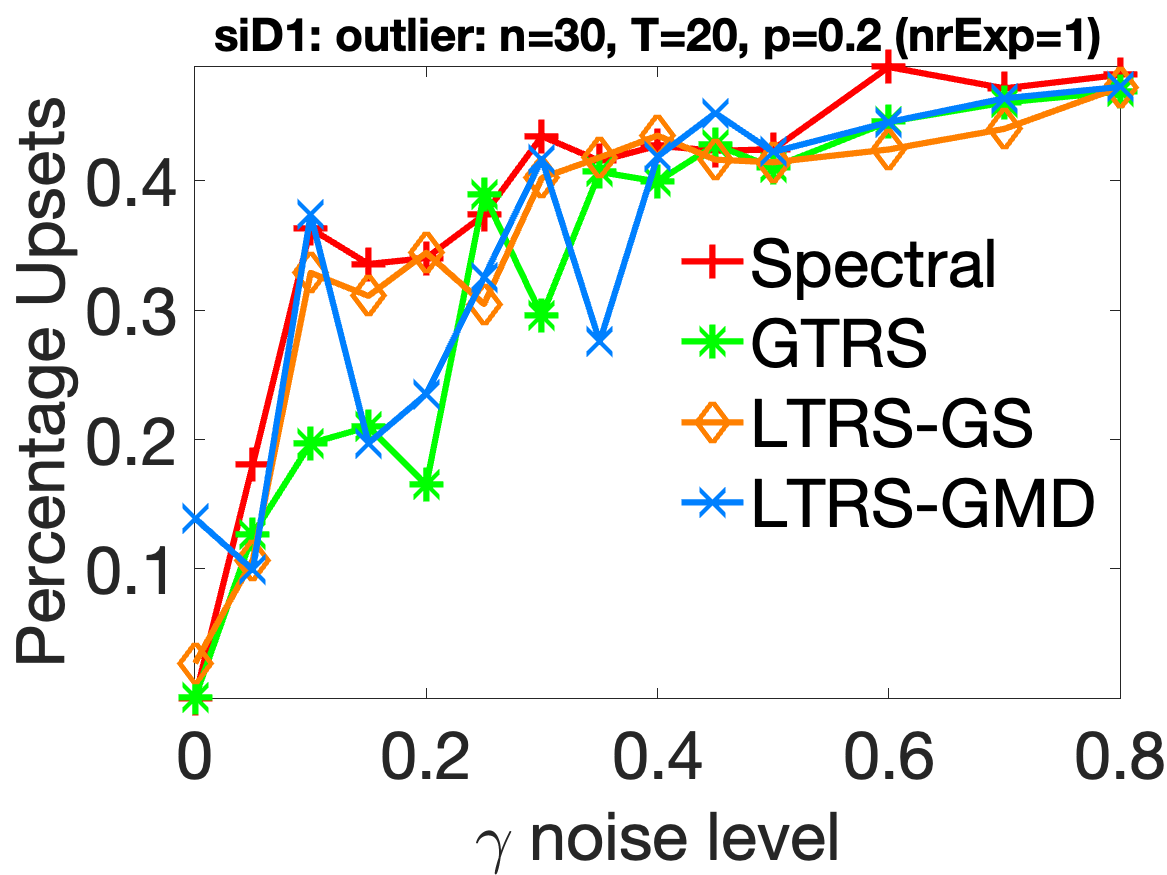 siD1: outlier: n=30, T=20, p=0.2 (nrExp=1)
Percentage Upsets
0.4
0.3
0.2
0.1
Spectral
GTRS
LTRS-GS
LTRS-GMD
0 0.2 0.4 0.6 0.8
γ noise level